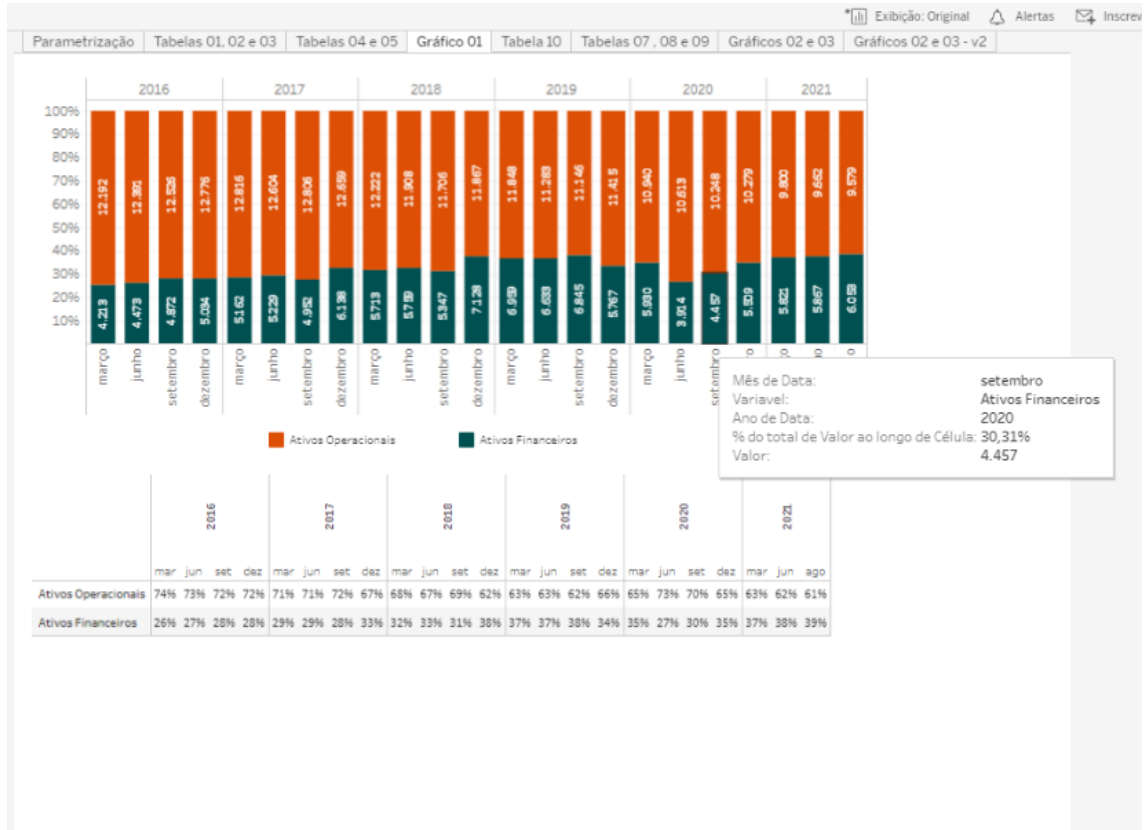 Exibição: Original Alertas Inscrev
Parametrização Tabelas 01, 02 e 03 Tabelas 04 e 05 Gráfico 01 Tabela 10 Tabelas 07 , 08 e 09 Gráficos 02 e 03 Gráficos 02 e 03 - v2
2016 2017 2018 2019 2020 2021
100%
90%
80%
70%
60%
50%
40%
30%
20%
10%
12.192 12.391 12.526 12.776 12.816 12.604 12.806 12.659 12.222 11.908 11.706 11.867 11.848 11.283 11.146 11.415 10.940 10.613 10.248 10.279 9.800 9.662 9.579
4.213 4.473 4.872 5.034 5.162 5.229 4.952 6.138 5.713 5.759 5.347 7.128 6.959 6.633 6.845 5.767 5.930 3.914 4.457 5.509 5.821 5.867 6.053
março junho setembro dezembro março junho setembro dezembro março junho setembro dezembro março junho setembro dezembro março junho setembro
Mês de Data: setembro
Variavel: Ativos Financeiros
Ano de Data: 2020
% do total de Valor ao longo de Célula: 30,31%
Valor: 4.457
Ativos Operacionais Ativos Financeiros
2016 2017 2018 2019 2020 2021
mar jun set dez mar jun set dez mar jun set dez mar jun set dez mar jun set dez mar jun ago
Ativos Operacionais 74% 73% 72% 72% 71% 71% 72% 67% 68% 67% 69% 62% 63% 63% 62% 66% 65% 73% 70% 65% 63% 62% 61%
Ativos Financeiros 26% 27% 28% 28% 29% 29% 28% 33% 32% 33% 31% 38% 37% 37% 38% 34% 35% 27% 30% 35% 37% 38% 39%